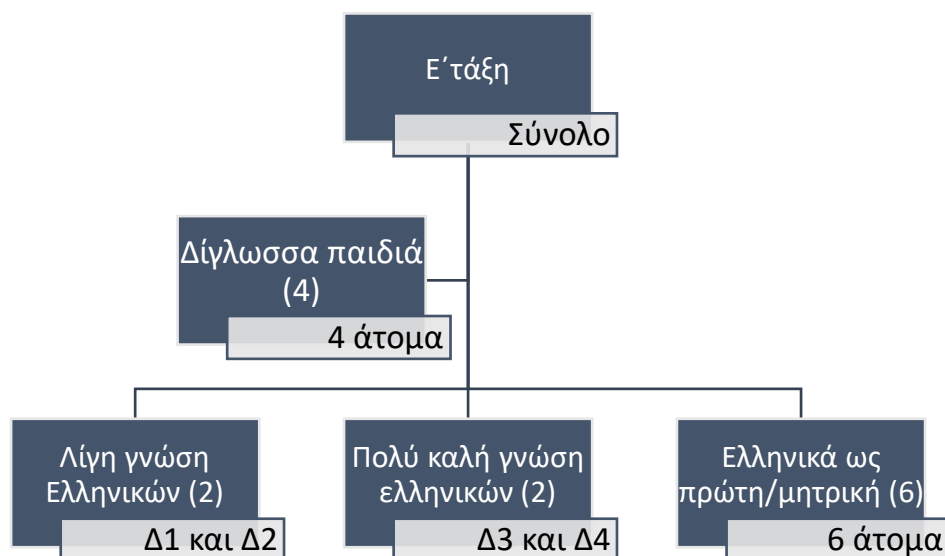 Ε΄τάξη
Σύνολο
Δίγλωσσα παιδιά
(4)
4 άτομα
Λίγη γνώση
Ελληνικών (2)
Δ1 και Δ2
Πολύ καλή γνώση
ελληνικών (2)
Δ3 και Δ4
Ελληνικά ως
πρώτη/μητρική (6)
6 άτομα